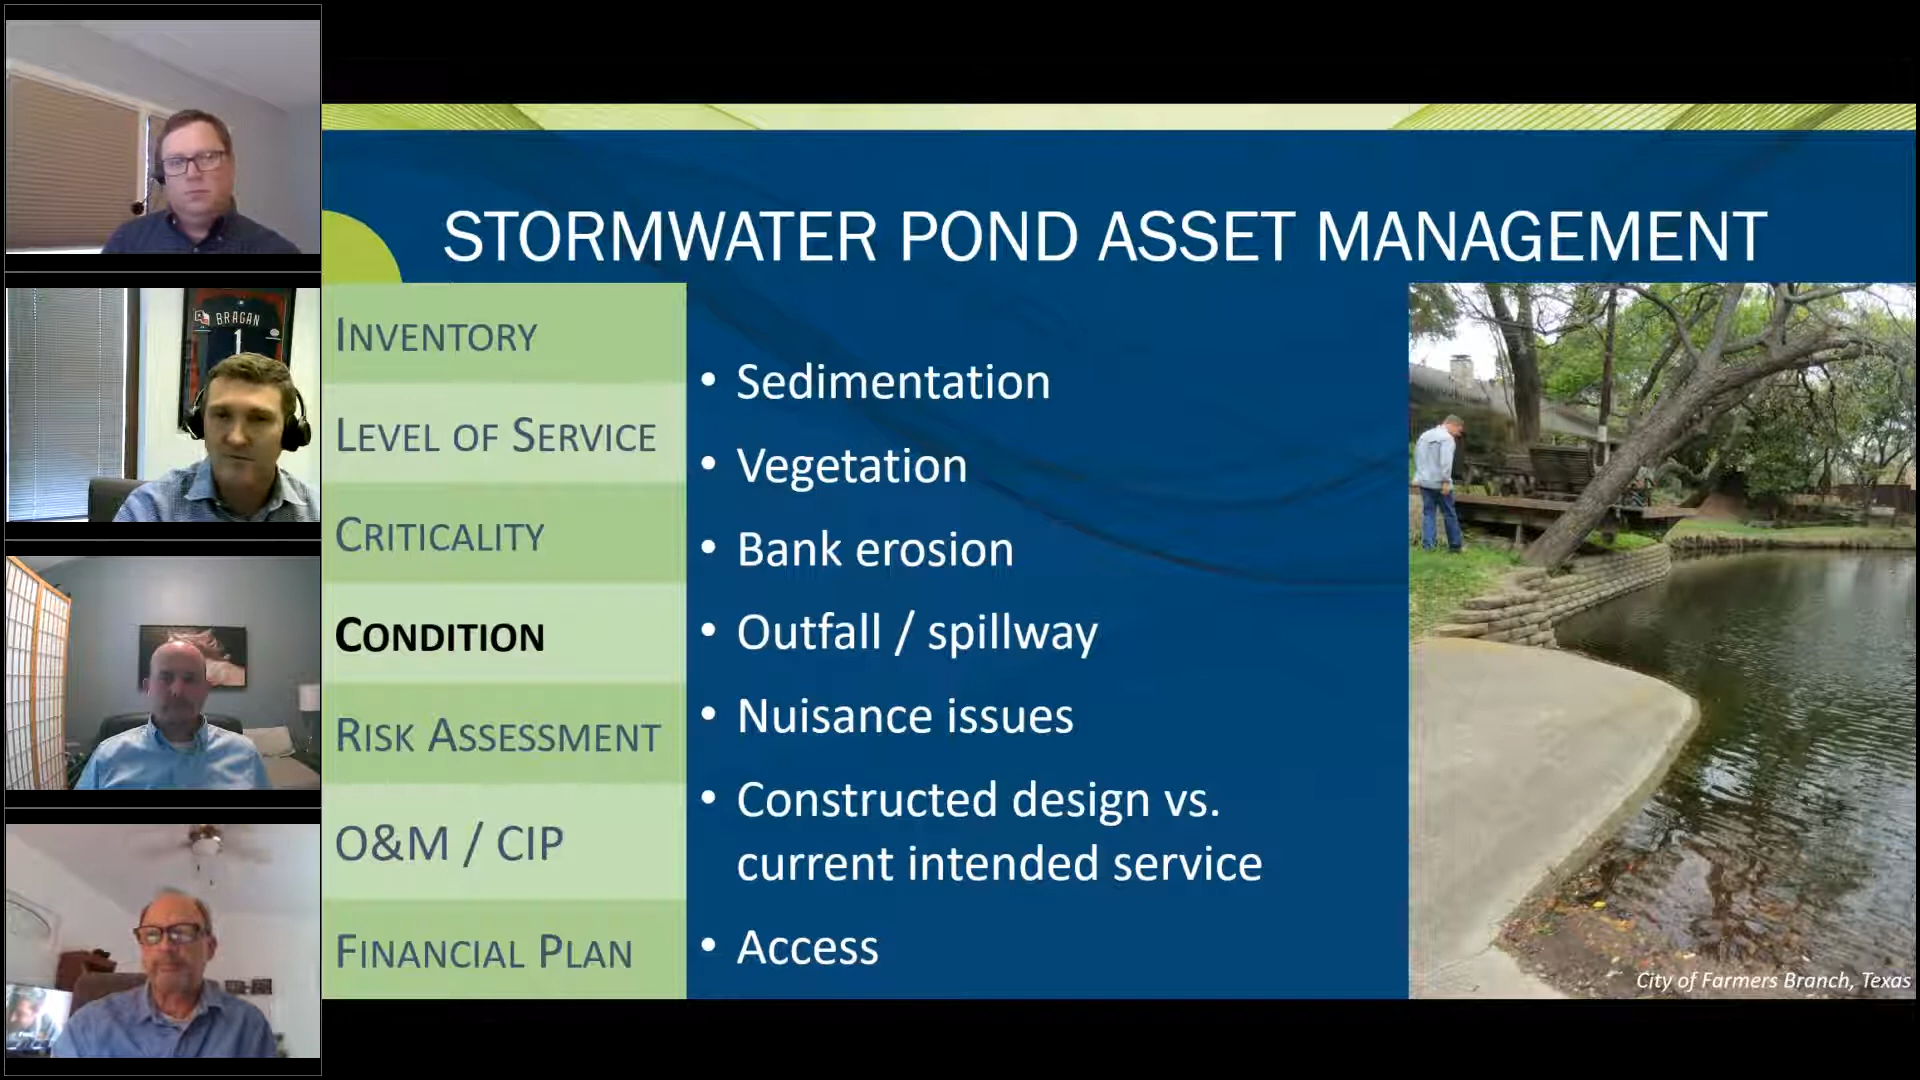 BRAGAN
1
STORMWATER POND ASSET MANAGEMENT
INVENTORY
LEVEL OF SERVICE
CRITICALITY
CONDITION
RISK ASSESSMENT
O&M / CIP
FINANCIAL PLAN
• Sedimentation
• Vegetation
• Bank erosion
• Outfall / spillway
• Nuisance issues
• Constructed design vs.
current intended service
• Access
City of Farmers Branch, Texas